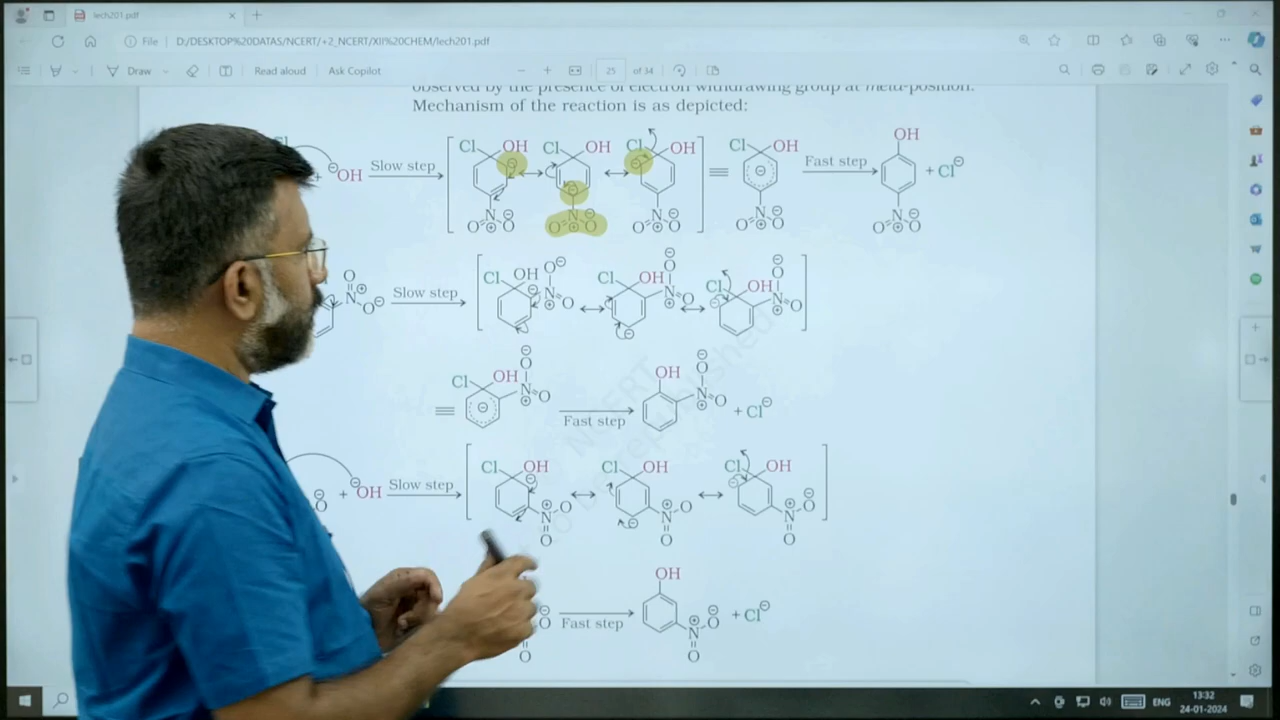 lech201.pdf
File D:/DESKTOP%20DATAS/NCERT/+2_NCERT/XII%20CHEM/lech201.pdf
Draw Read aloud Ask Copilot 25 of 34
observed by the presence of electron withdrawing group at meta-position.
Mechanism of the reaction is as depicted:
Cl + ⊖OH Slow step Cl OH Cl OH Cl OH ≡ Cl OH Fast step OH + Cl⊖
O N O O N O O N O O N O O N O
O N O⊖ Slow step Cl OH O⊖ N O Cl OH O N O Cl OH O N O
≡ Cl OH O N O Fast step OH O N O + Cl⊖
O + ⊖OH Slow step Cl OH N O O Cl OH N O O Cl OH N O O
O O Fast step OH N O O + Cl⊖
NCERT
ENG 13:32
24-01-2024